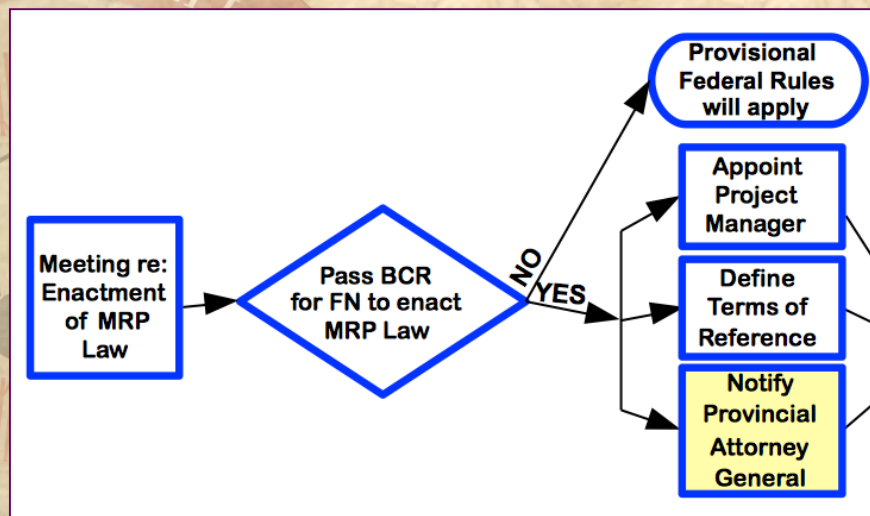 Meeting re:
Enactment
of MRP
Law
Pass BCR
for FN to enact
MRP Law
NO
YES
Provisional
Federal Rules
will apply
Appoint
Project
Manager
Define
Terms of
Reference
Notify
Provincial
Attorney
General